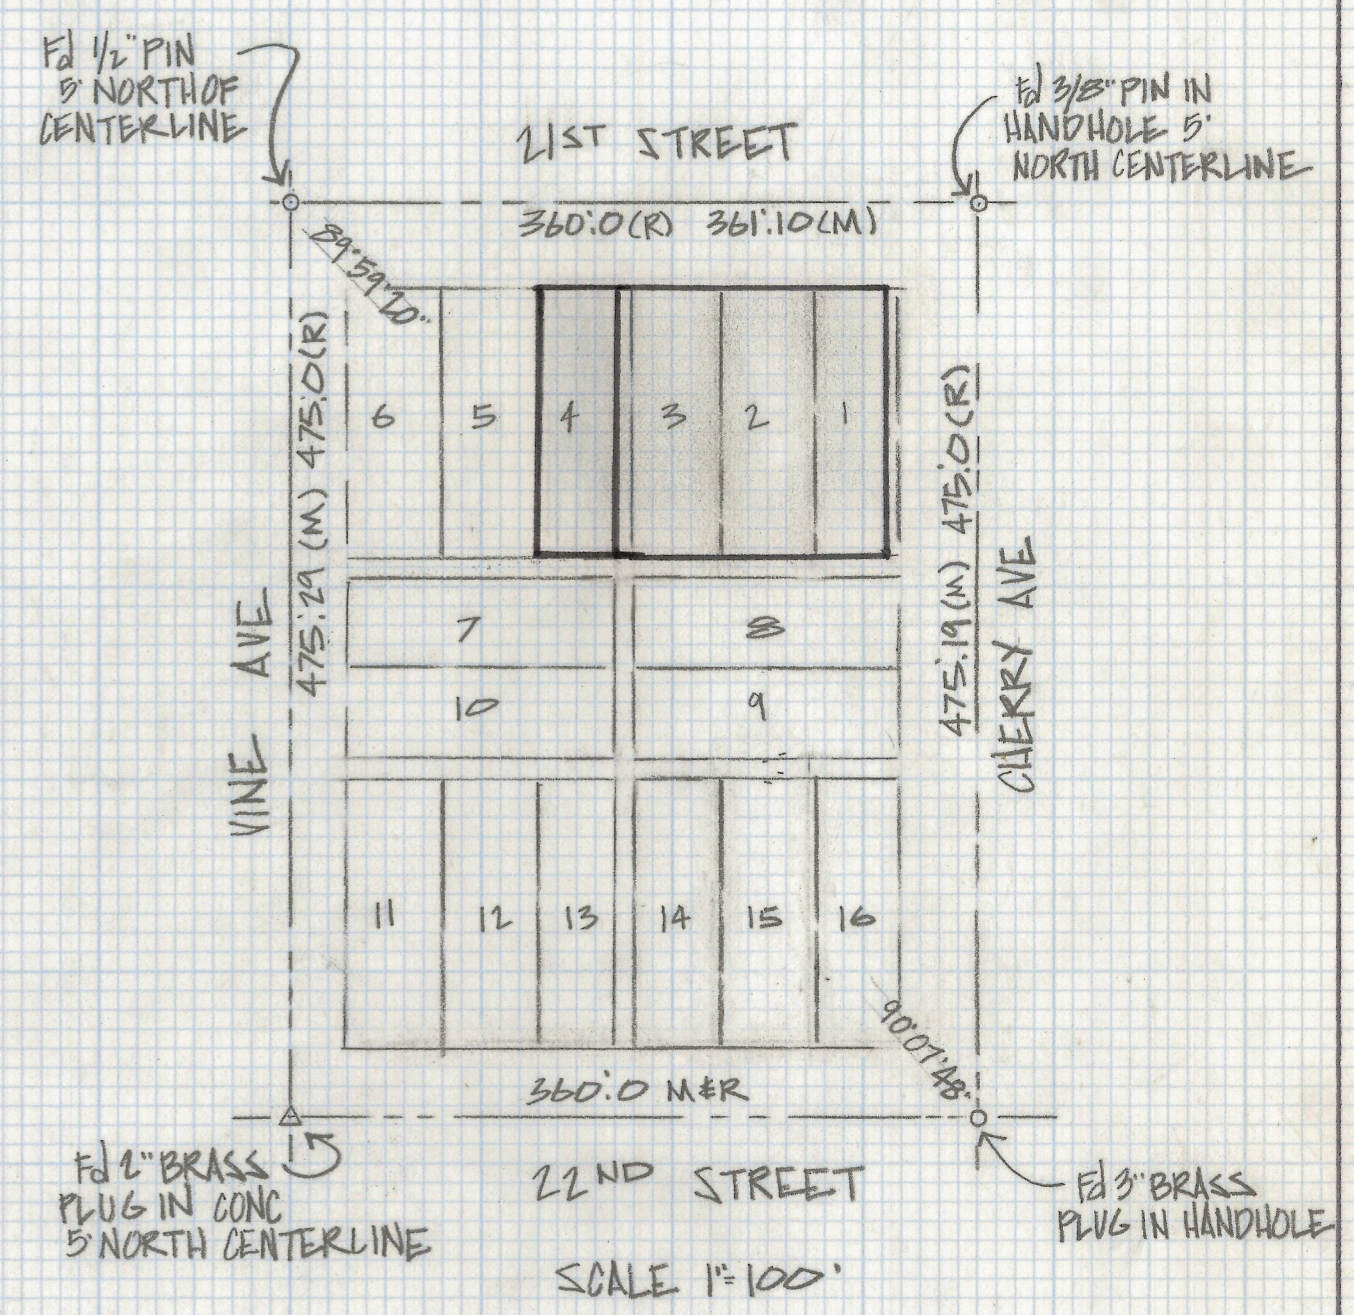 Fd 1/2" PIN
5' NORTH OF
CENTERLINE
Fd 3/8" PIN IN
HANDHOLE 5'
NORTH CENTERLINE
21ST STREET
360.0 (R) 361.10 (M)
89°59'20"
475.29 (M) 475.0 (R)
VINE AVE
475.19 (M) 475.0 (R)
CHERRY AVE
6 5 4 3 2 1
7 8
10 9
11 12 13 14 15 16
90°07'48"
360.0 M&R
22ND STREET
Fd 2" BRASS
PLUG IN CONC
5' NORTH CENTERLINE
Fd 3" BRASS
PLUG IN HANDHOLE
SCALE 1"=100'